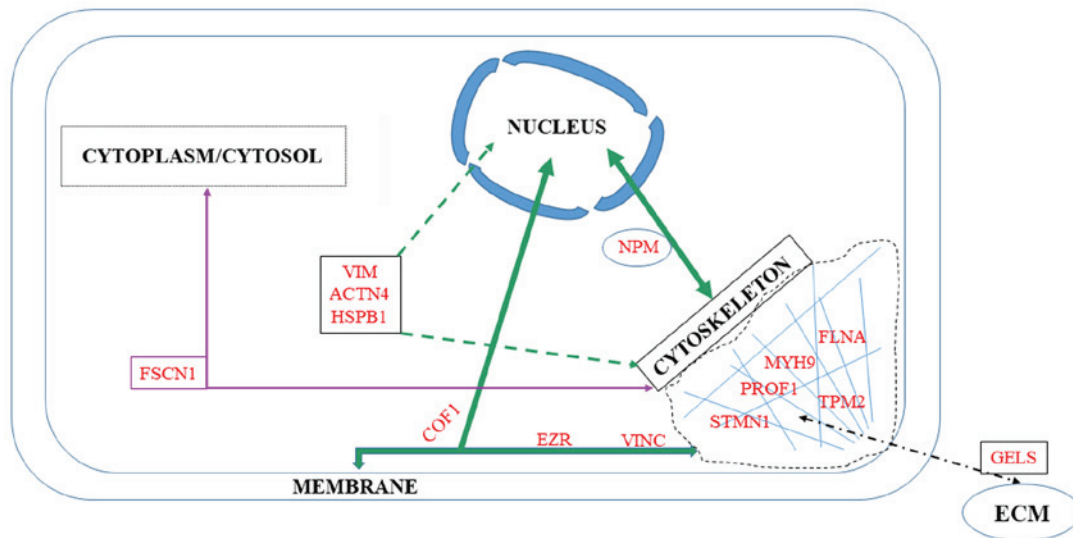 NUCLEUS
CYTOPLASM/CYTOSOL
NPM
VIM
ACTN4
HSPB1
CYTOSKELETON
FLNA
MYH9
FSCN1
PROF1
TPM2
STMN1
COF1
EZR
VINC
GELS
MEMBRANE
ECM